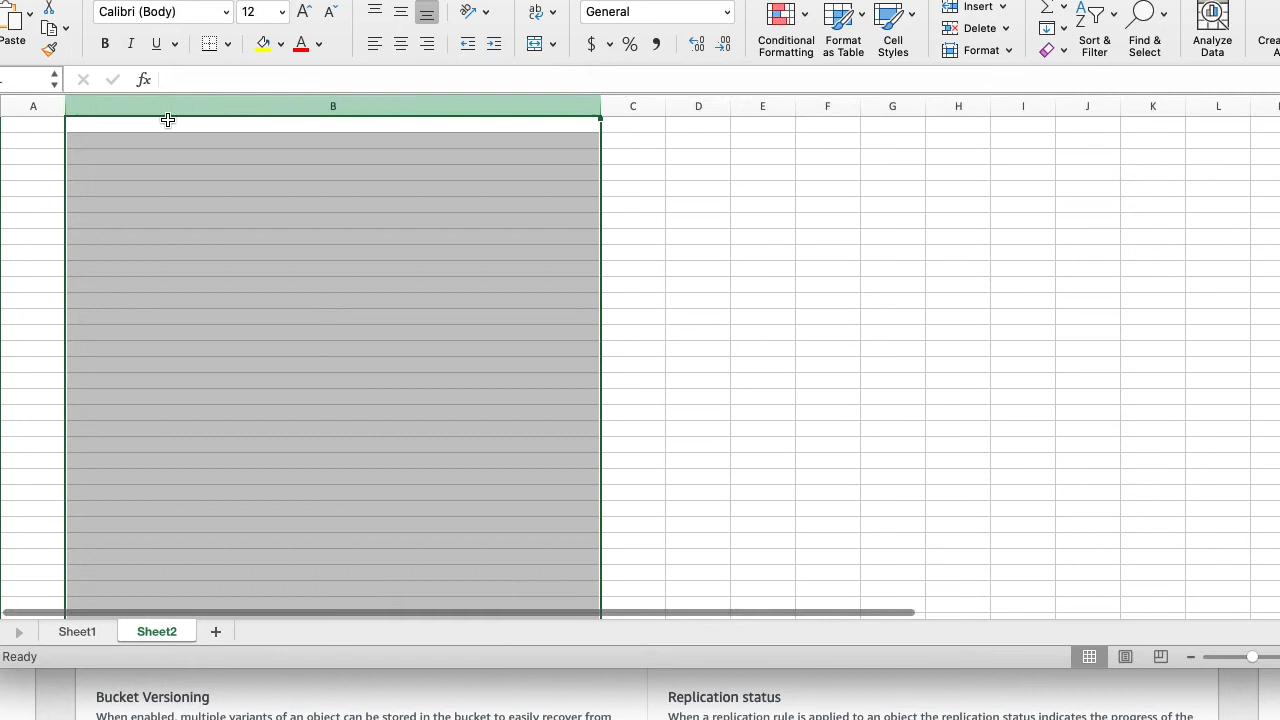 Calibri (Body) 12 General
Paste B I U $ % Conditional Formatting Format as Table Cell Styles Insert Delete Format Sort & Filter Find & Select Analyze Data
fx
A B C D E F G H I J K L
Sheet1 Sheet2 +
Ready
Bucket Versioning Replication status
When enabled, multiple variants of an object can be stored in the bucket to easily recover from When a replication rule is applied to an object the replication status indicates the progress of the